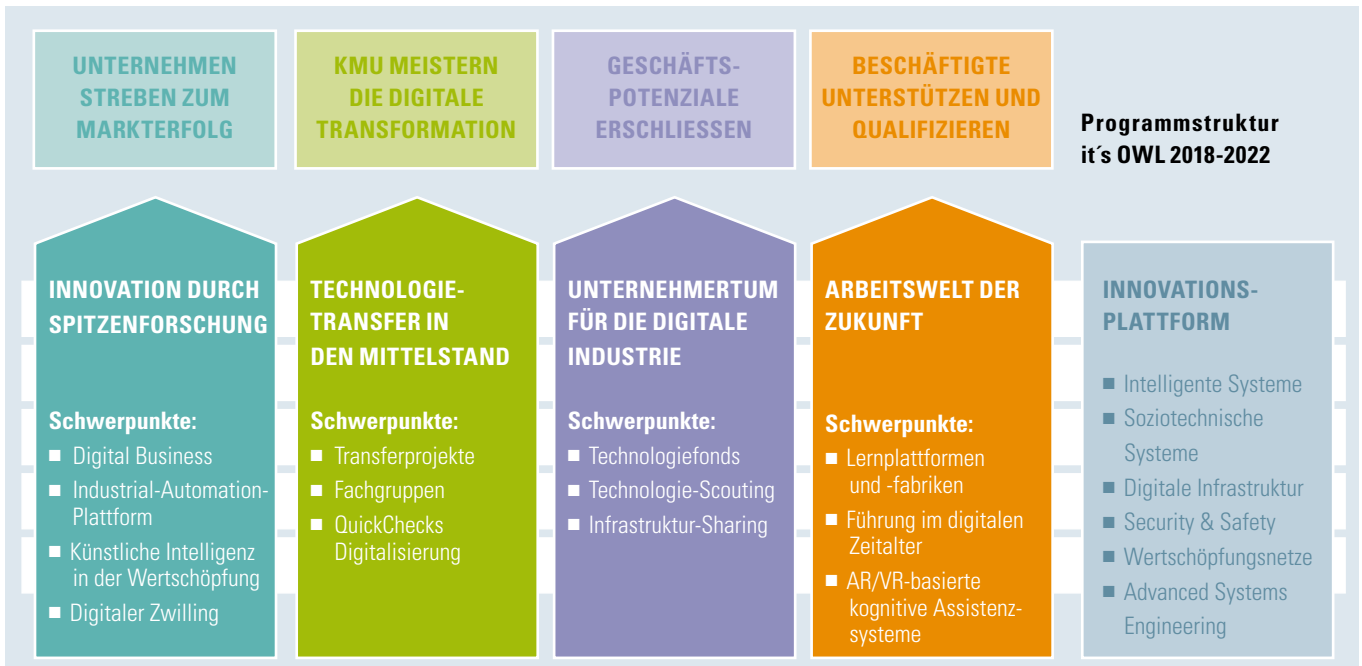 UNTERNEHMEN
STREBEN ZUM
MARKTERFOLG
KMU MEISTERN
DIE DIGITALE
TRANSFORMATION
GESCHÄFTS-
POTENZIALE
ERSCHLIESSEN
BESCHÄFTIGTE
UNTERSTÜTZEN UND
QUALIFIZIEREN
Programmstruktur
it´s OWL 2018-2022
INNOVATION DURCH
SPITZENFORSCHUNG
Schwerpunkte:
■ Digital Business
■ Industrial-Automation-
Plattform
■ Künstliche Intelligenz
in der Wertschöpfung
■ Digitaler Zwilling
TECHNOLOGIE-
TRANSFER IN
DEN MITTELSTAND
Schwerpunkte:
■ Transferprojekte
■ Fachgruppen
■ QuickChecks
Digitalisierung
UNTERNEHMERTUM
FÜR DIE DIGITALE
INDUSTRIE
Schwerpunkte:
■ Technologiefonds
■ Technologie-Scouting
■ Infrastruktur-Sharing
ARBEITSWELT DER
ZUKUNFT
Schwerpunkte:
■ Lernplattformen
und -fabriken
■ Führung im digitalen
Zeitalter
■ AR/VR-basierte
kognitive Assistenz-
systeme
INNOVATIONS-
PLATTFORM
■ Intelligente Systeme
■ Soziotechnische
Systeme
■ Digitale Infrastruktur
■ Security & Safety
■ Wertschöpfungsnetze
■ Advanced Systems
Engineering